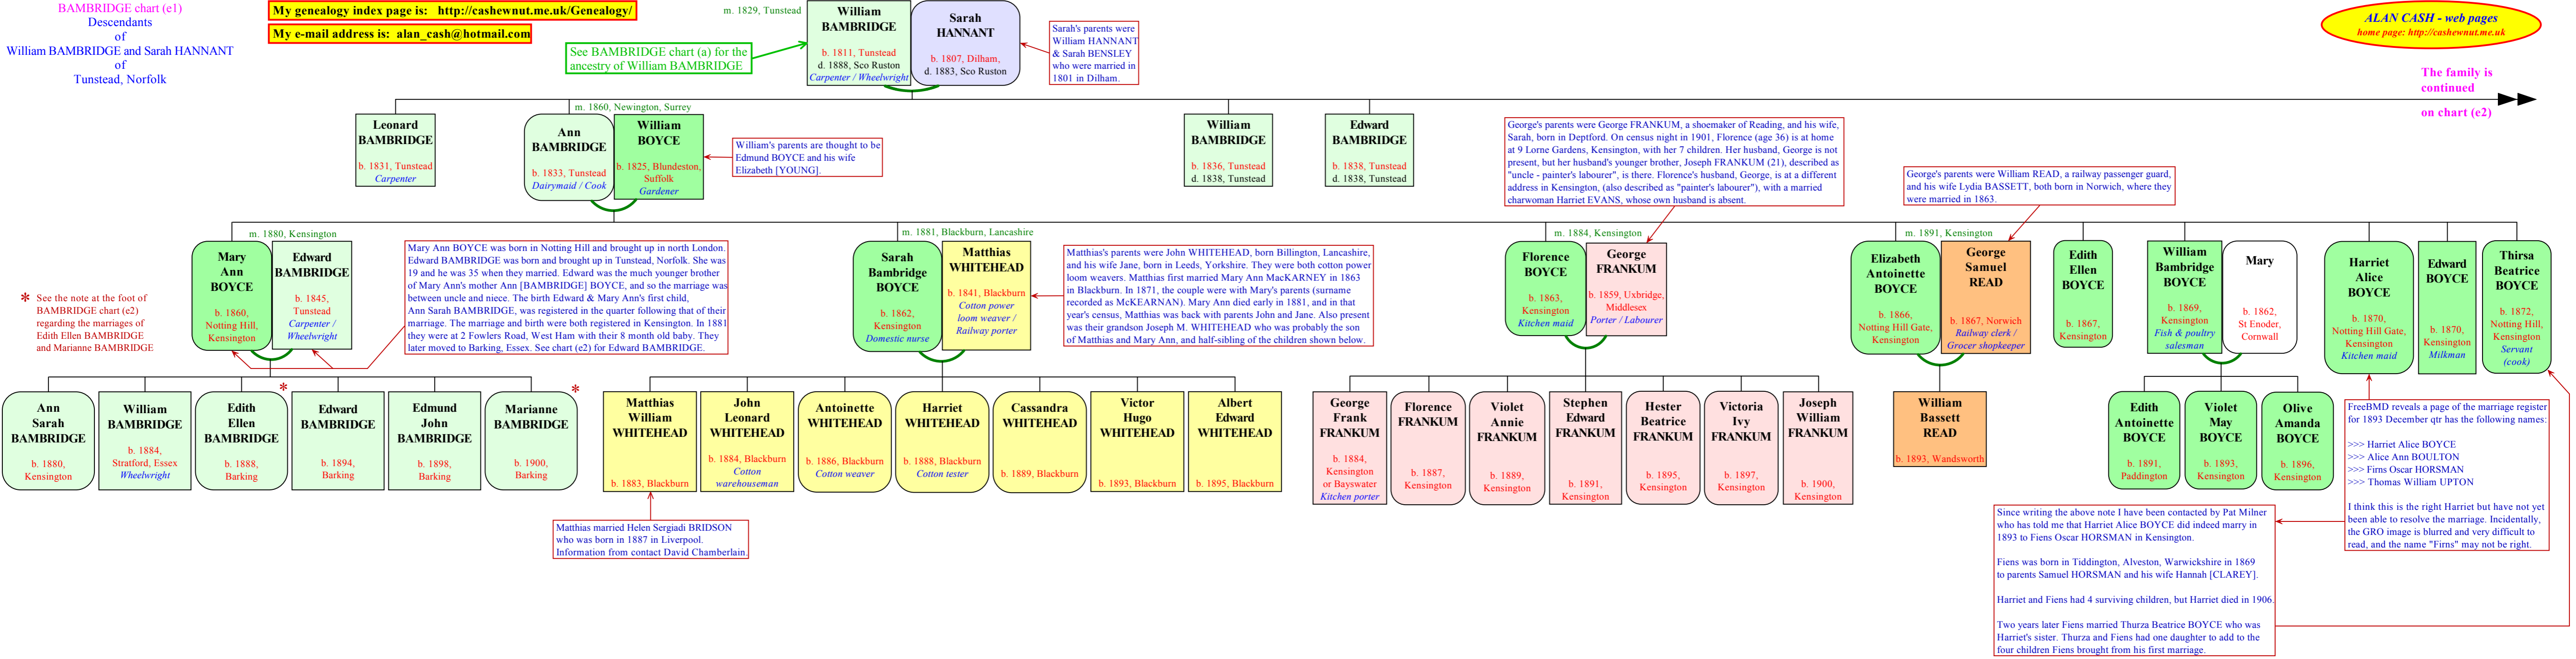 BAMBRIDGE chart (e1)
Descendants
of
William BAMBRIDGE and Sarah HANNANT
of
Tunstead, Norfolk
My genealogy index page is: http://cashewnut.me.uk/Genealogy/
My e-mail address is: alan_cash@hotmail.com
See BAMBRIDGE chart (a) for the
ancestry of William BAMBRIDGE
m. 1829, Tunstead
William
BAMBRIDGE
b. 1811, Tunstead
d. 1888, Sco Ruston
Carpenter / Wheelwright
Sarah
HANNANT
b. 1807, Dilham,
d. 1883, Sco Ruston
Sarah's parents were
William HANNANT
& Sarah BENSLEY
who were married in
1801 in Dilham.
ALAN CASH - web pages
home page: http://cashewnut.me.uk
The family is
continued
on chart (e2)
Leonard
BAMBRIDGE
b. 1831, Tunstead
Carpenter
m. 1860, Newington, Surrey
Ann
BAMBRIDGE
b. 1833, Tunstead
Dairymaid / Cook
William
BOYCE
b. 1825, Blundeston,
Suffolk
Gardener
William's parents are thought to be
Edmund BOYCE and his wife
Elizabeth [YOUNG].
William
BAMBRIDGE
b. 1836, Tunstead
d. 1838, Tunstead
Edward
BAMBRIDGE
b. 1838, Tunstead
d. 1838, Tunstead
George's parents were George FRANKUM, a shoemaker of Reading, and his wife,
Sarah, born in Deptford. On census night in 1901, Florence (age 36) is at home
at 9 Lorne Gardens, Kensington, with her 7 children. Her husband, George is not
present, but her husband's younger brother, Joseph FRANKUM (21), described as
"uncle - painter's labourer", is there. Florence's husband, George, is at a different
address in Kensington, (also described as "painter's labourer"), with a married
charwoman Harriet EVANS, whose own husband is absent.
George's parents were William READ, a railway passenger guard,
and his wife Lydia BASSETT, both born in Norwich, where they
were married in 1863.
* See the note at the foot of
BAMBRIDGE chart (e2)
regarding the marriages of
Edith Ellen BAMBRIDGE
and Marianne BAMBRIDGE
m. 1880, Kensington
Mary
Ann
BOYCE
b. 1860,
Notting Hill,
Kensington
Edward
BAMBRIDGE
b. 1845,
Tunstead
Carpenter /
Wheelwright
Mary Ann BOYCE was born in Notting Hill and brought up in north London.
Edward BAMBRIDGE was born and brought up in Tunstead, Norfolk. She was
19 and he was 35 when they married. Edward was the much younger brother
of Mary Ann's mother Ann [BAMBRIDGE] BOYCE, and so the marriage was
between uncle and niece. The birth Edward & Mary Ann's first child,
Ann Sarah BAMBRIDGE, was registered in the quarter following that of their
marriage. The marriage and birth were both registered in Kensington. In 1881
they were at 2 Fowlers Road, West Ham with their 8 month old baby. They
later moved to Barking, Essex. See chart (e2) for Edward BAMBRIDGE.
m. 1881, Blackburn, Lancashire
Sarah
Bambridge
BOYCE
b. 1862,
Kensington
Domestic nurse
Matthias
WHITEHEAD
b. 1841, Blackburn
Cotton power
loom weaver /
Railway porter
Matthias's parents were John WHITEHEAD, born Billington, Lancashire,
and his wife Jane, born in Leeds, Yorkshire. They were both cotton power
loom weavers. Matthias first married Mary Ann MacKARNEY in 1863
in Blackburn. In 1871, the couple were with Mary's parents (surname
recorded as McKEARNAN). Mary Ann died early in 1881, and in that
year's census, Matthias was back with parents John and Jane. Also present
was their grandson Joseph M. WHITEHEAD who was probably the son
of Matthias and Mary Ann, and half-sibling of the children shown below.
m. 1884, Kensington
Florence
BOYCE
b. 1863,
Kensington
Kitchen maid
George
FRANKUM
b. 1859, Uxbridge,
Middlesex
Porter / Labourer
m. 1891, Kensington
Elizabeth
Antoinette
BOYCE
b. 1866,
Notting Hill Gate,
Kensington
George
Samuel
READ
b. 1867, Norwich
Railway clerk /
Grocer shopkeeper
Edith
Ellen
BOYCE
b. 1867,
Kensington
William
Bambridge
BOYCE
b. 1869,
Kensington
Fish & poultry
salesman
Mary
b. 1862,
St Enoder,
Cornwall
Harriet
Alice
BOYCE
b. 1870,
Notting Hill Gate,
Kensington
Kitchen maid
Edward
BOYCE
b. 1870,
Kensington
Milkman
Thirsa
Beatrice
BOYCE
b. 1872,
Notting Hill,
Kensington
Servant
(cook)
Ann
Sarah
BAMBRIDGE
b. 1880,
Kensington
William
BAMBRIDGE
b. 1884,
Stratford, Essex
Wheelwright
*
Edith
Ellen
BAMBRIDGE
b. 1888,
Barking
Edward
BAMBRIDGE
b. 1894,
Barking
Edmund
John
BAMBRIDGE
b. 1898,
Barking
*
Marianne
BAMBRIDGE
b. 1900,
Barking
Matthias
William
WHITEHEAD
b. 1883, Blackburn
John
Leonard
WHITEHEAD
b. 1884, Blackburn
Cotton
warehouseman
Antoinette
WHITEHEAD
b. 1886, Blackburn
Cotton weaver
Harriet
WHITEHEAD
b. 1888, Blackburn
Cotton tester
Cassandra
WHITEHEAD
b. 1889, Blackburn
Victor
Hugo
WHITEHEAD
b. 1893, Blackburn
Albert
Edward
WHITEHEAD
b. 1895, Blackburn
Matthias married Helen Sergiadi BRIDSON
who was born in 1887 in Liverpool.
Information from contact David Chamberlain.
George
Frank
FRANKUM
b. 1884,
Kensington
or Bayswater
Kitchen porter
Florence
FRANKUM
b. 1887,
Kensington
Violet
Annie
FRANKUM
b. 1889,
Kensington
Stephen
Edward
FRANKUM
b. 1891,
Kensington
Hester
Beatrice
FRANKUM
b. 1895,
Kensington
Victoria
Ivy
FRANKUM
b. 1897,
Kensington
Joseph
William
FRANKUM
b. 1900,
Kensington
William
Bassett
READ
b. 1893, Wandsworth
Edith
Antoinette
BOYCE
b. 1891,
Paddington
Violet
May
BOYCE
b. 1893,
Kensington
Olive
Amanda
BOYCE
b. 1896,
Kensington
FreeBMD reveals a page of the marriage register
for 1893 December qtr has the following names:
>>> Harriet Alice BOYCE
>>> Alice Ann BOULTON
>>> Firns Oscar HORSMAN
>>> Thomas William UPTON
I think this is the right Harriet but have not yet
been able to resolve the marriage. Incidentally,
the GRO image is blurred and very difficult to
read, and the name "Firns" may not be right.
Since writing the above note I have been contacted by Pat Milner
who has told me that Harriet Alice BOYCE did indeed marry in
1893 to Fiens Oscar HORSMAN in Kensington.
Fiens was born in Tiddington, Alveston, Warwickshire in 1869
to parents Samuel HORSMAN and his wife Hannah [CLAREY].
Harriet and Fiens had 4 surviving children, but Harriet died in 1906.
Two years later Fiens married Thurza Beatrice BOYCE who was
Harriet's sister. Thurza and Fiens had one daughter to add to the
four children Fiens brought from his first marriage.